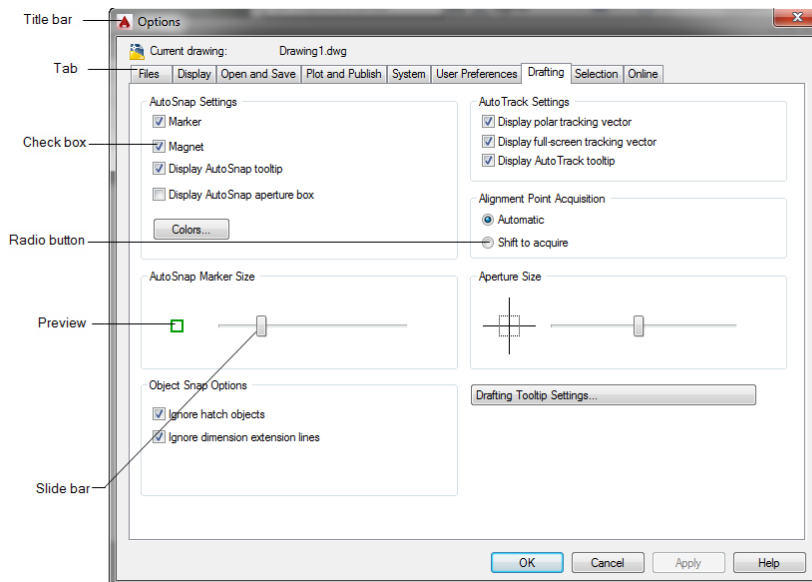 Title bar
Options
Current drawing: Drawing1.dwg
Tab
Files Display Open and Save Plot and Publish System User Preferences Drafting Selection Online
AutoSnap Settings
Marker
Check box
Magnet
Display AutoSnap tooltip
Display AutoSnap aperture box
Colors...
AutoTrack Settings
Display polar tracking vector
Display full-screen tracking vector
Display AutoTrack tooltip
Alignment Point Acquisition
Automatic
Radio button
Shift to acquire
AutoSnap Marker Size
Preview
Aperture Size
Object Snap Options
Ignore hatch objects
Ignore dimension extension lines
Slide bar
Drafting Tooltip Settings...
OK Cancel Apply Help